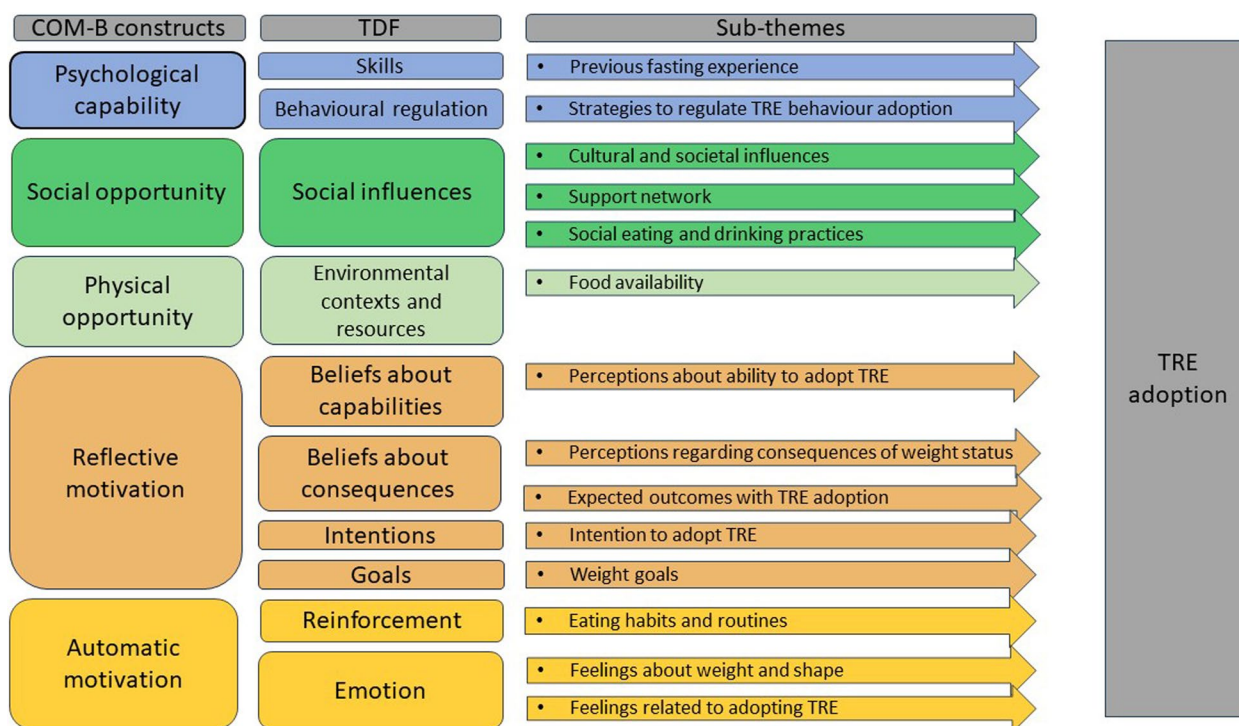 COM-B constructs
TDF
Sub-themes
Psychological
capability
Skills
• Previous fasting experience
Behavioural regulation
• Strategies to regulate TRE behaviour adoption
Social opportunity
Social influences
• Cultural and societal influences
• Support network
• Social eating and drinking practices
Physical
opportunity
Environmental
contexts and
resources
• Food availability
Reflective
motivation
Beliefs about
capabilities
• Perceptions about ability to adopt TRE
Beliefs about
consequences
• Perceptions regarding consequences of weight status
• Expected outcomes with TRE adoption
Intentions
• Intention to adopt TRE
Goals
• Weight goals
Automatic
motivation
Reinforcement
• Eating habits and routines
Emotion
• Feelings about weight and shape
• Feelings related to adopting TRE
TRE
adoption